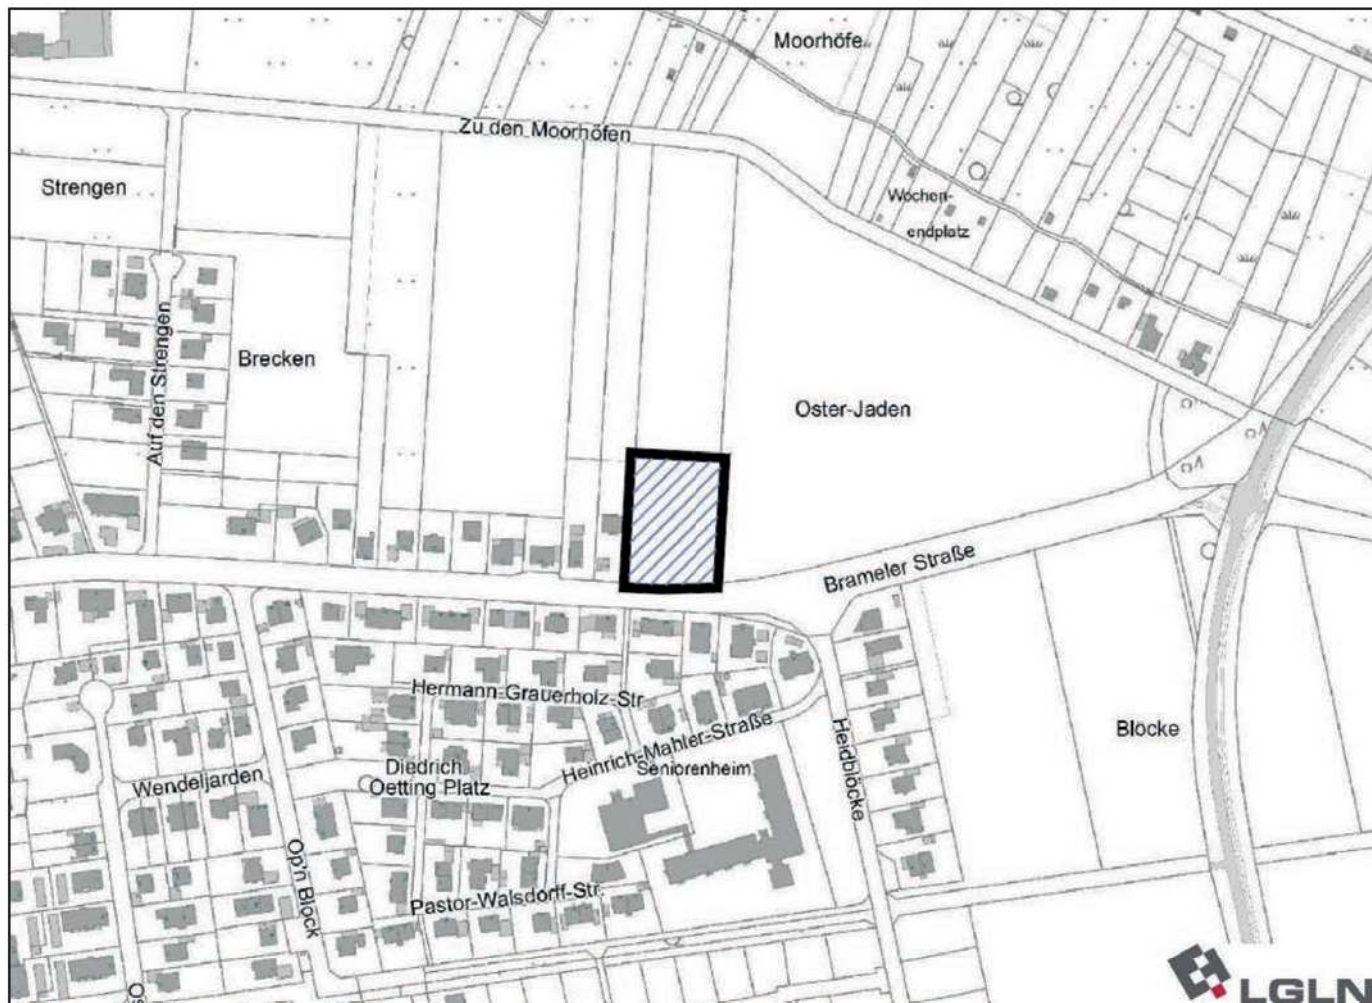 Moorhöfe
Zu den Moorhöfen
Strengen
Wochen-
endplatz
Auf den Strengen
Brecken
Oster-Jaden
Brameler Straße
Hermann-Grauerholz-Str.
Heinrich-Mahler-Straße
Heidblöcke
Blöcke
Diedrich
Oetting Platz
Seniorenheim
Wendeljarden
Op'n Block
Pastor-Walsdorff-Str.
LGLN